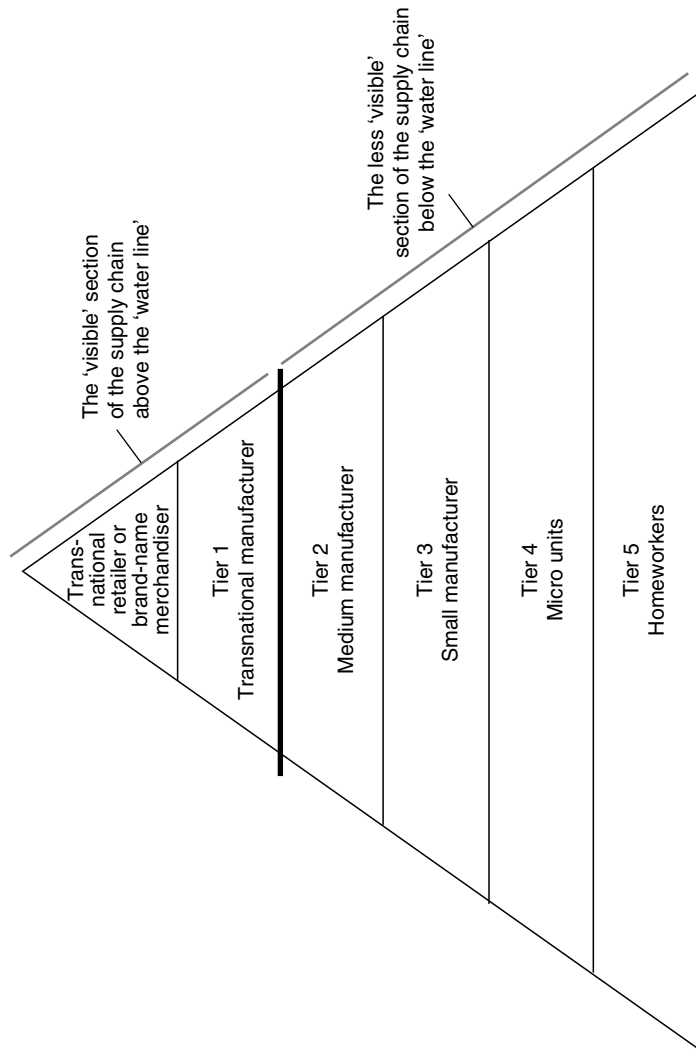 The ‘visible’ section
of the supply chain
above the ‘water line’
The less ‘visible’
section of the supply chain
below the ‘water line’
Trans-
national
retailer or
brand-name
merchandiser
Tier 1
Transnational manufacturer
Tier 2
Medium manufacturer
Tier 3
Small manufacturer
Tier 4
Micro units
Tier 5
Homeworkers